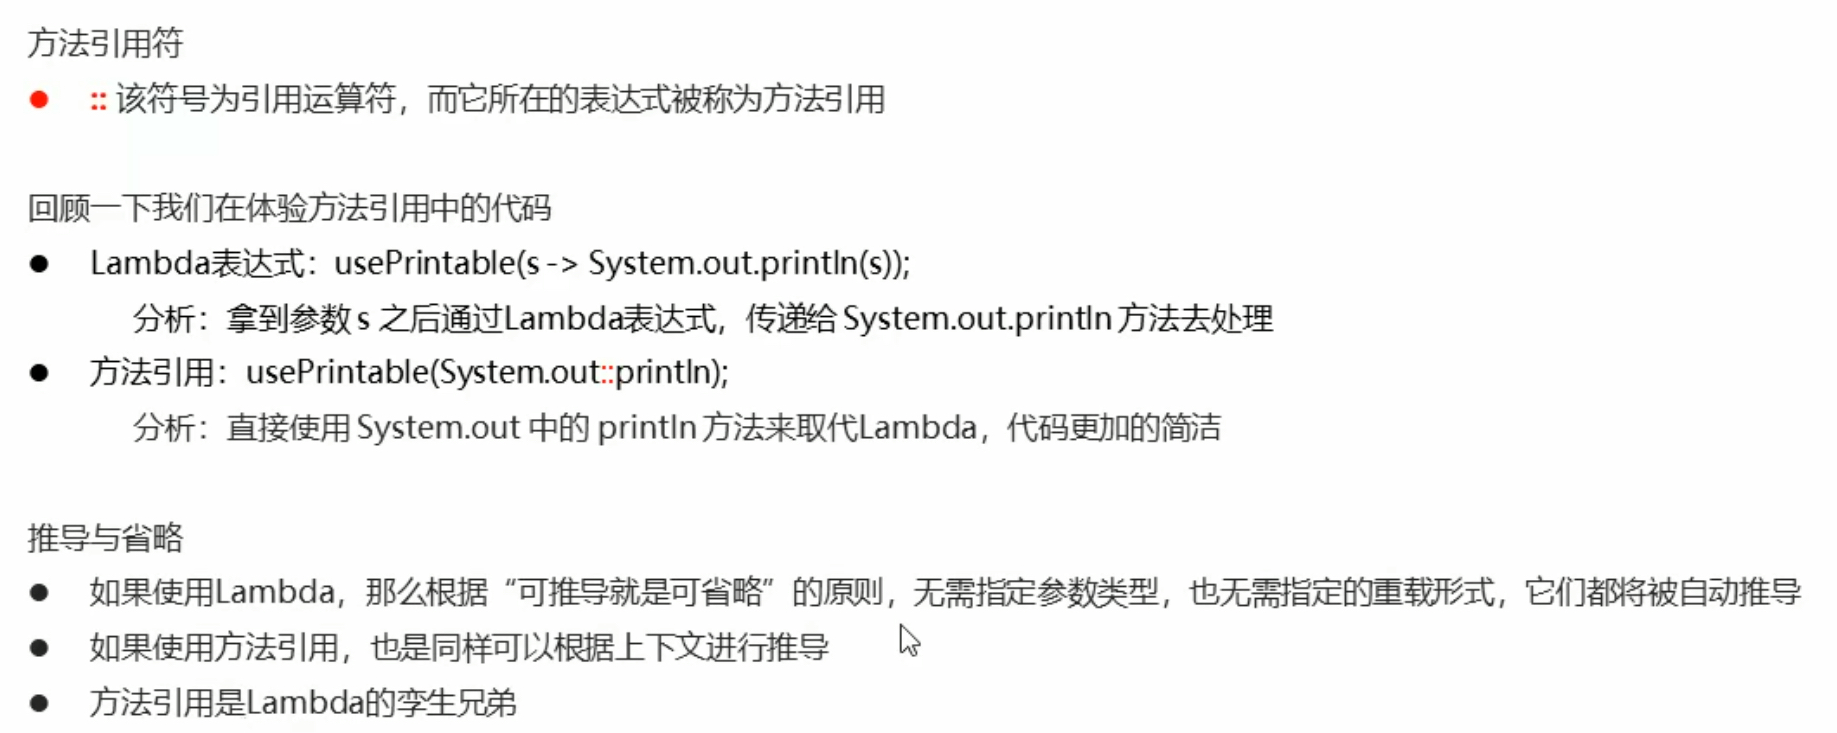 方法引用符
● :: 该符号为引用运算符，而它所在的表达式被称为方法引用
回顾一下我们在体验方法引用中的代码
● Lambda表达式：usePrintable(s -> System.out.println(s));
分析：拿到参数 s 之后通过Lambda表达式，传递给 System.out.println 方法去处理
● 方法引用：usePrintable(System.out::println);
分析：直接使用 System.out 中的 println 方法来取代Lambda，代码更加的简洁
推导与省略
● 如果使用Lambda，那么根据“可推导就是可省略”的原则，无需指定参数类型，也无需指定的重载形式，它们都将被自动推导
● 如果使用方法引用，也是同样可以根据上下文进行推导
● 方法引用是Lambda的孪生兄弟